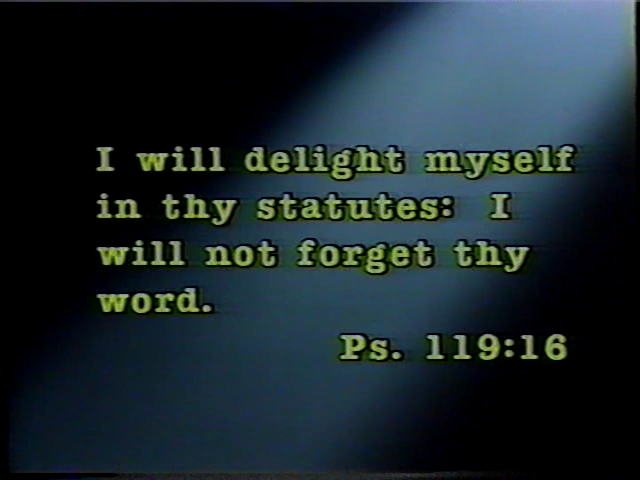 I will delight myself
in thy statutes: I
will not forget thy
word.
Ps. 119:16